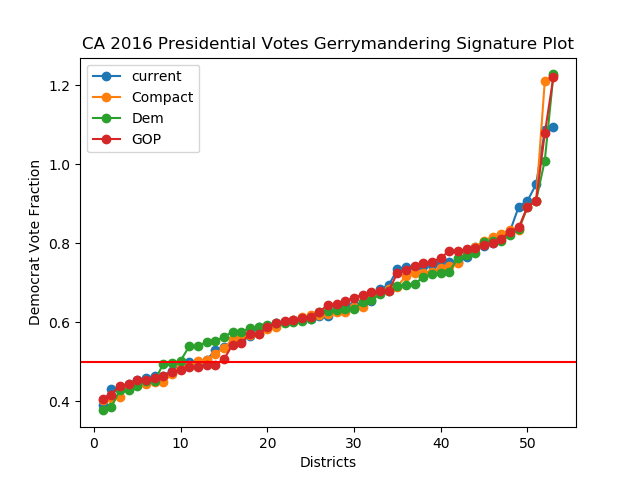 CA 2016 Presidential Votes Gerrymandering Signature Plot
current
Compact
Dem
GOP
1.2
1.0
0.8
0.6
0.4
Democrat Vote Fraction
0 10 20 30 40 50
Districts